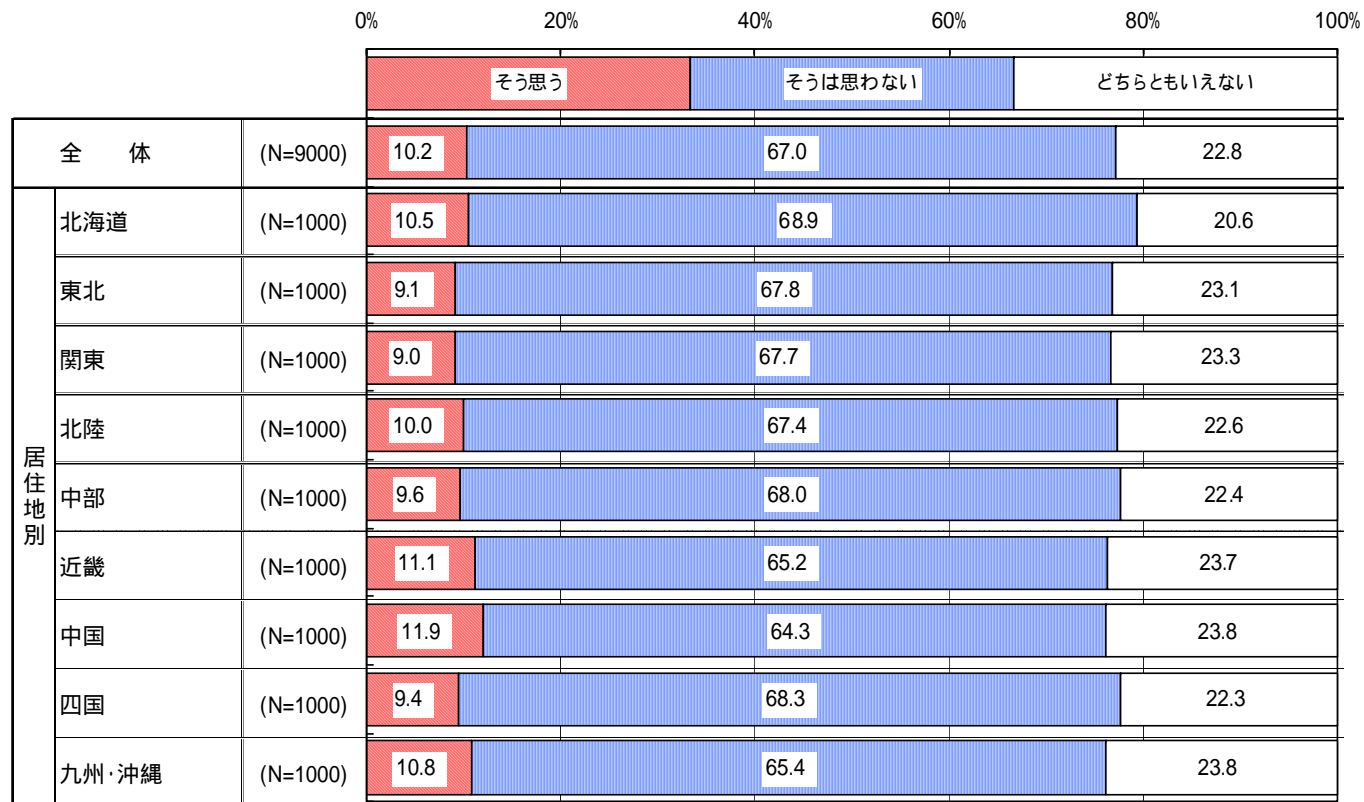 0% 20% 40% 60% 80% 100%
そう思う そうは思わない どちらともいえない
全 体 (N=9000) 10.2 67.0 22.8
居住地別
北海道 (N=1000) 10.5 68.9 20.6
東北 (N=1000) 9.1 67.8 23.1
関東 (N=1000) 9.0 67.7 23.3
北陸 (N=1000) 10.0 67.4 22.6
中部 (N=1000) 9.6 68.0 22.4
近畿 (N=1000) 11.1 65.2 23.7
中国 (N=1000) 11.9 64.3 23.8
四国 (N=1000) 9.4 68.3 22.3
九州・沖縄 (N=1000) 10.8 65.4 23.8